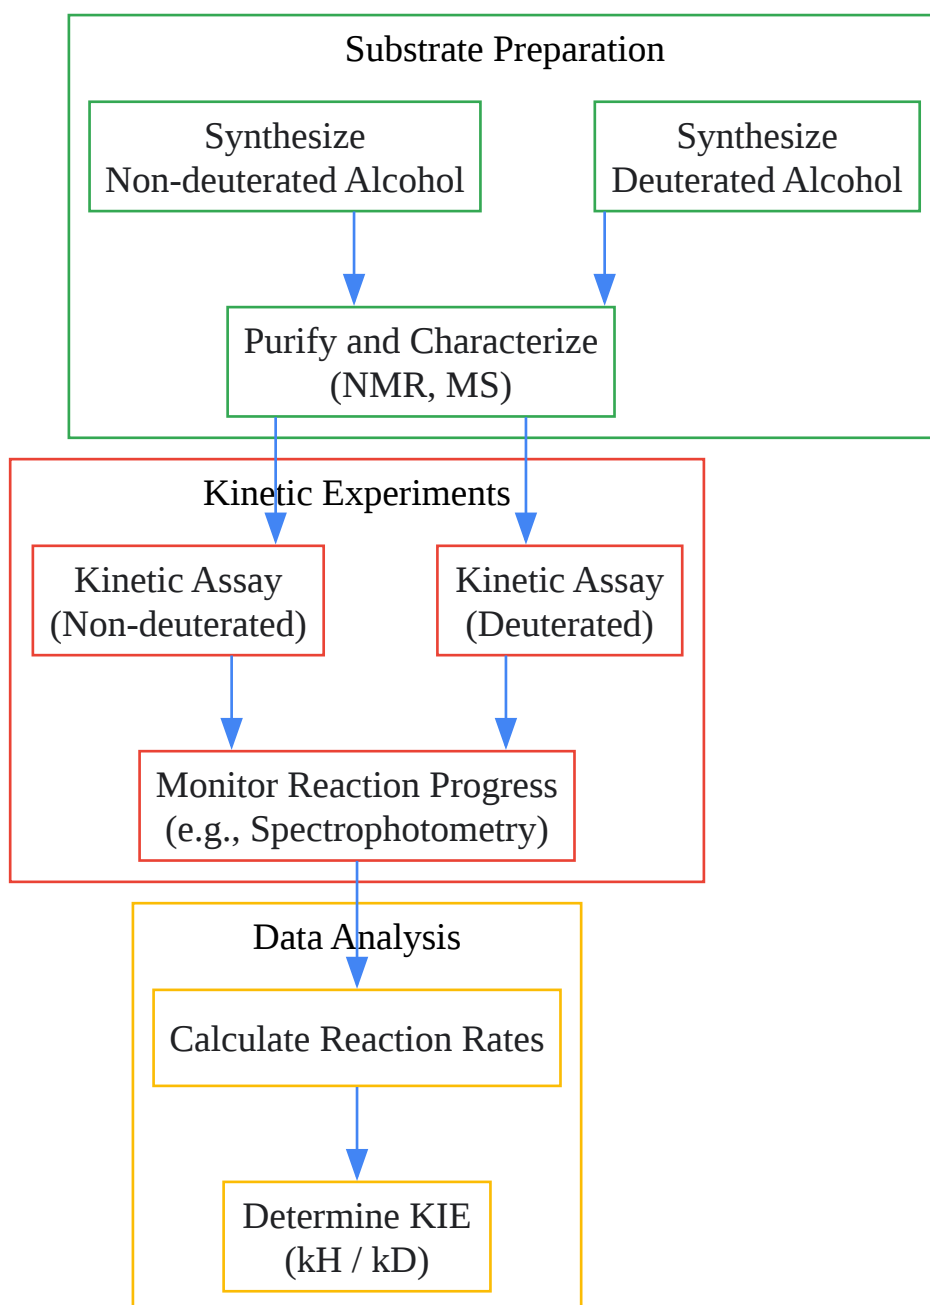 Substrate Preparation
Synthesize
Non-deuterated Alcohol
Synthesize
Deuterated Alcohol
Purify and Characterize
(NMR, MS)
Kinetic Experiments
Kinetic Assay
(Non-deuterated)
Kinetic Assay
(Deuterated)
Monitor Reaction Progress
(e.g., Spectrophotometry)
Data Analysis
Calculate Reaction Rates
Determine KIE
(kH / kD)